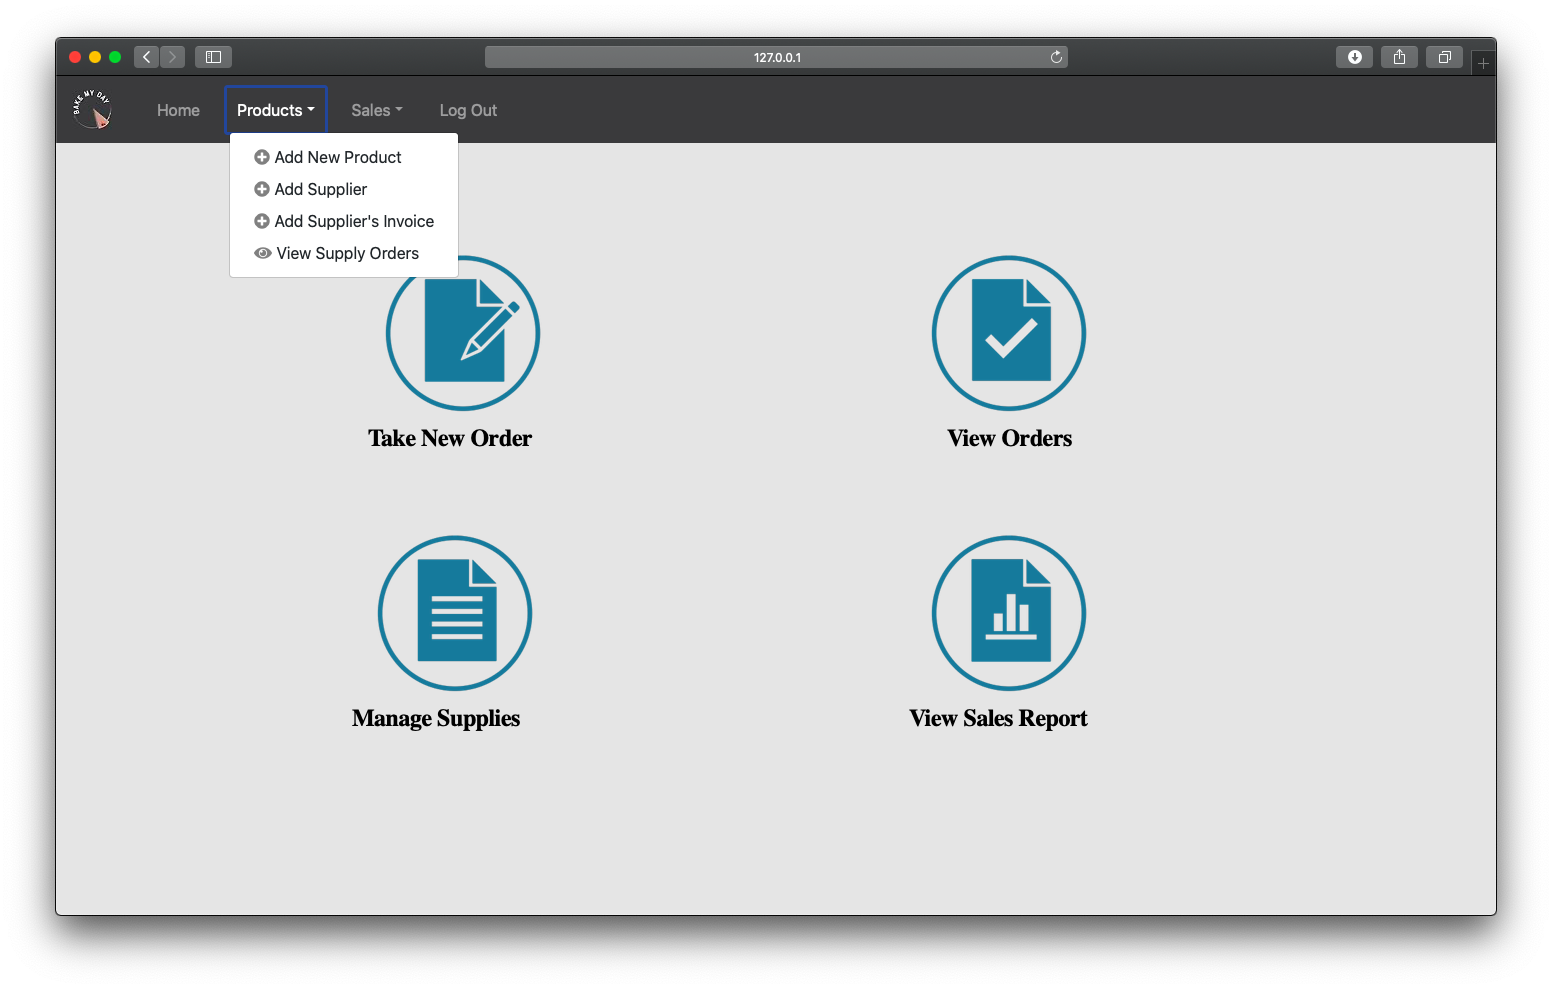 127.0.0.1
BAKE MY DAY
Home
Products
Sales
Log Out
Add New Product
Add Supplier
Add Supplier's Invoice
View Supply Orders
Take New Order
View Orders
Manage Supplies
View Sales Report